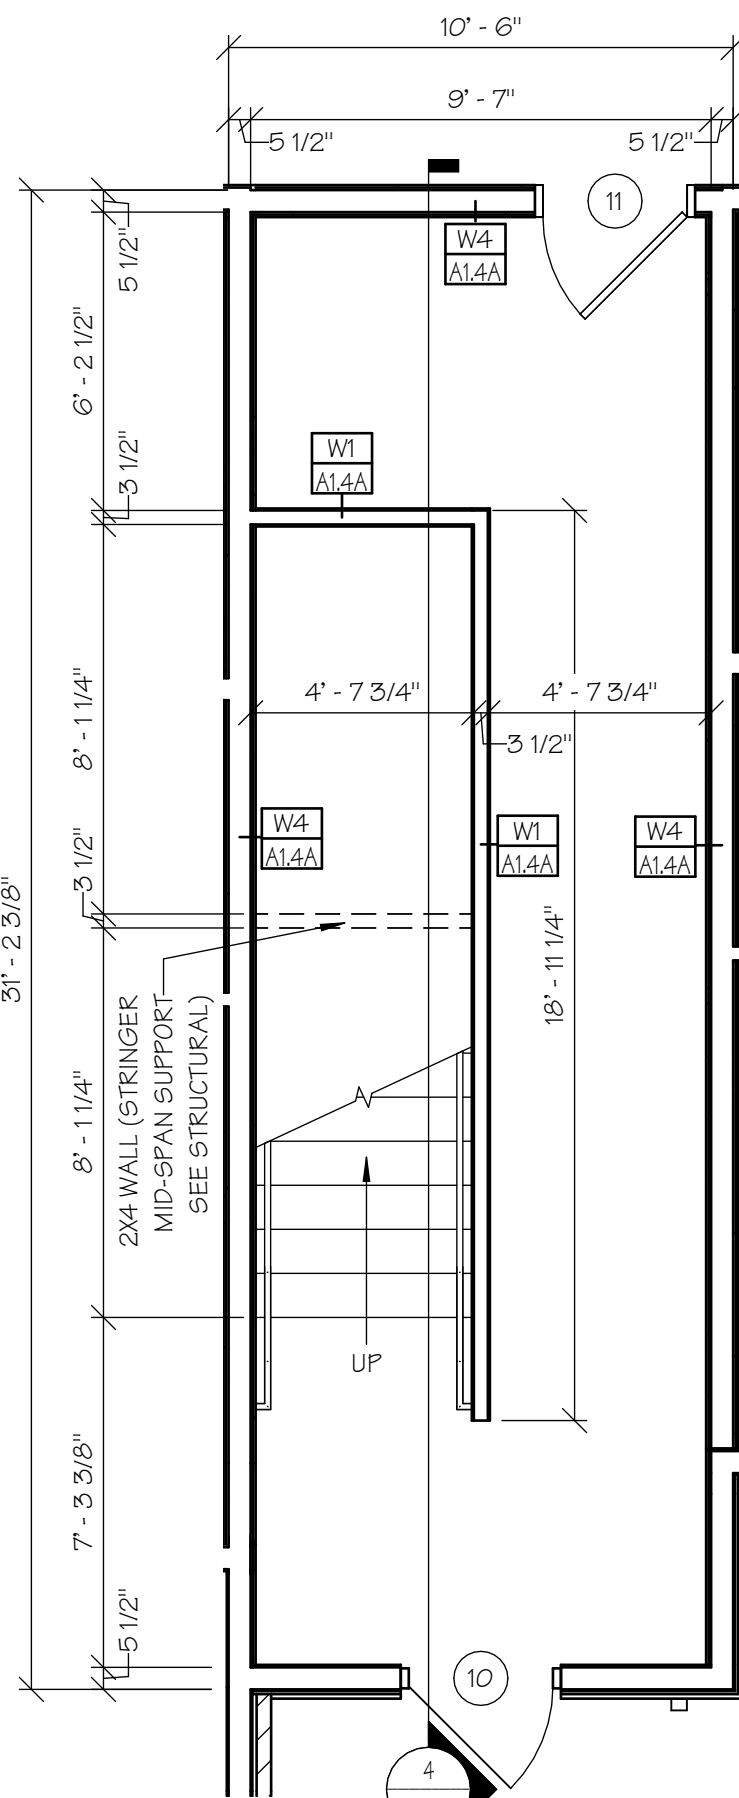 10' - 6"
9' - 7"
5 1/2"
5 1/2"
11
W4
A1.4A
5 1/2"
6' - 2 1/2"
3 1/2"
W1
A1.4A
8' - 1 1/4"
4' - 7 3/4"
4' - 7 3/4"
3 1/2"
W4
A1.4A
W1
A1.4A
W4
A1.4A
3 1/2"
31' - 2 3/8"
18' - 11 1/4"
2X4 WALL (STRINGER
MID-SPAN SUPPORT
SEE STRUCTURAL)
8' - 1 1/4"
UP
7' - 3 3/8"
5 1/2"
10
4